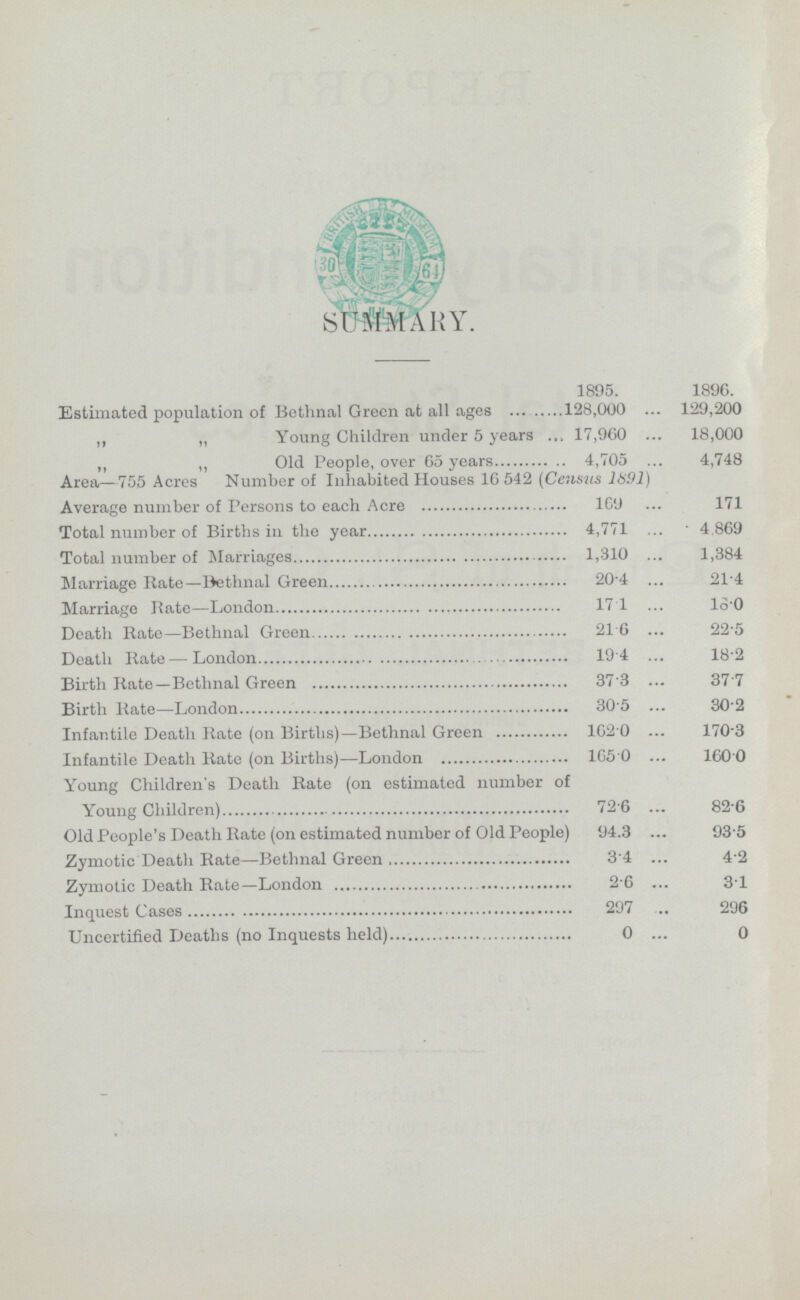 BRITISH MUSEUM
30 61
SUMMARY.
1895. 1896.
Estimated population of Bethnal Green at all ages ... ......128,000 ... 129,200
„ „ Young Children under 5 years ... 17,960 ... 18,000
„ „ Old People, over 65 years............ .. 4,705 ... 4,748
Area—755 Acres Number of Inhabited Houses 16 542 (Census 1891)
Average number of Persons to each Acre ........................ 169 ... 171
Total number of Births in the year.................................. 4,771 ... 4,869
Total number of Marriages............................................. 1,310 ... 1,384
Marriage Rate—Bethnal Green....................................... 20·4 ... 21·4
Marriage Rate—London................................................ 17 1 ... 18·0
Death Rate—Bethnal Green........................................... 21 6 ... 22·5
Death Rate — London................................................... 19 4 ... 18·2
Birth Rate—Bethnal Green .......................................... 37·3 ... 37 7
Birth Rate—London...................................................... 30·5 ... 30·2
Infantile Death Rate (on Births)—Bethnal Green ............ 162 0 ... 170·3
Infantile Death Rate (on Births)—London ..................... 165 0 ... 160 0
Young Children's Death Rate (on estimated number of
Young Children)........................................................ 72·6 ... 82·6
Old People's Death Rate (on estimated number of Old People) 94.3 ... 93·5
Zymotic Death Rate—Bethnal Green .............................. 3·4 ... 4·2
Zymotic Death Rate—London ....................................... 2·6 ... 3 1
Inquest Cases ............................................................. 297 .. 296
Uncertified Deaths (no Inquests held).............................. 0 ... 0